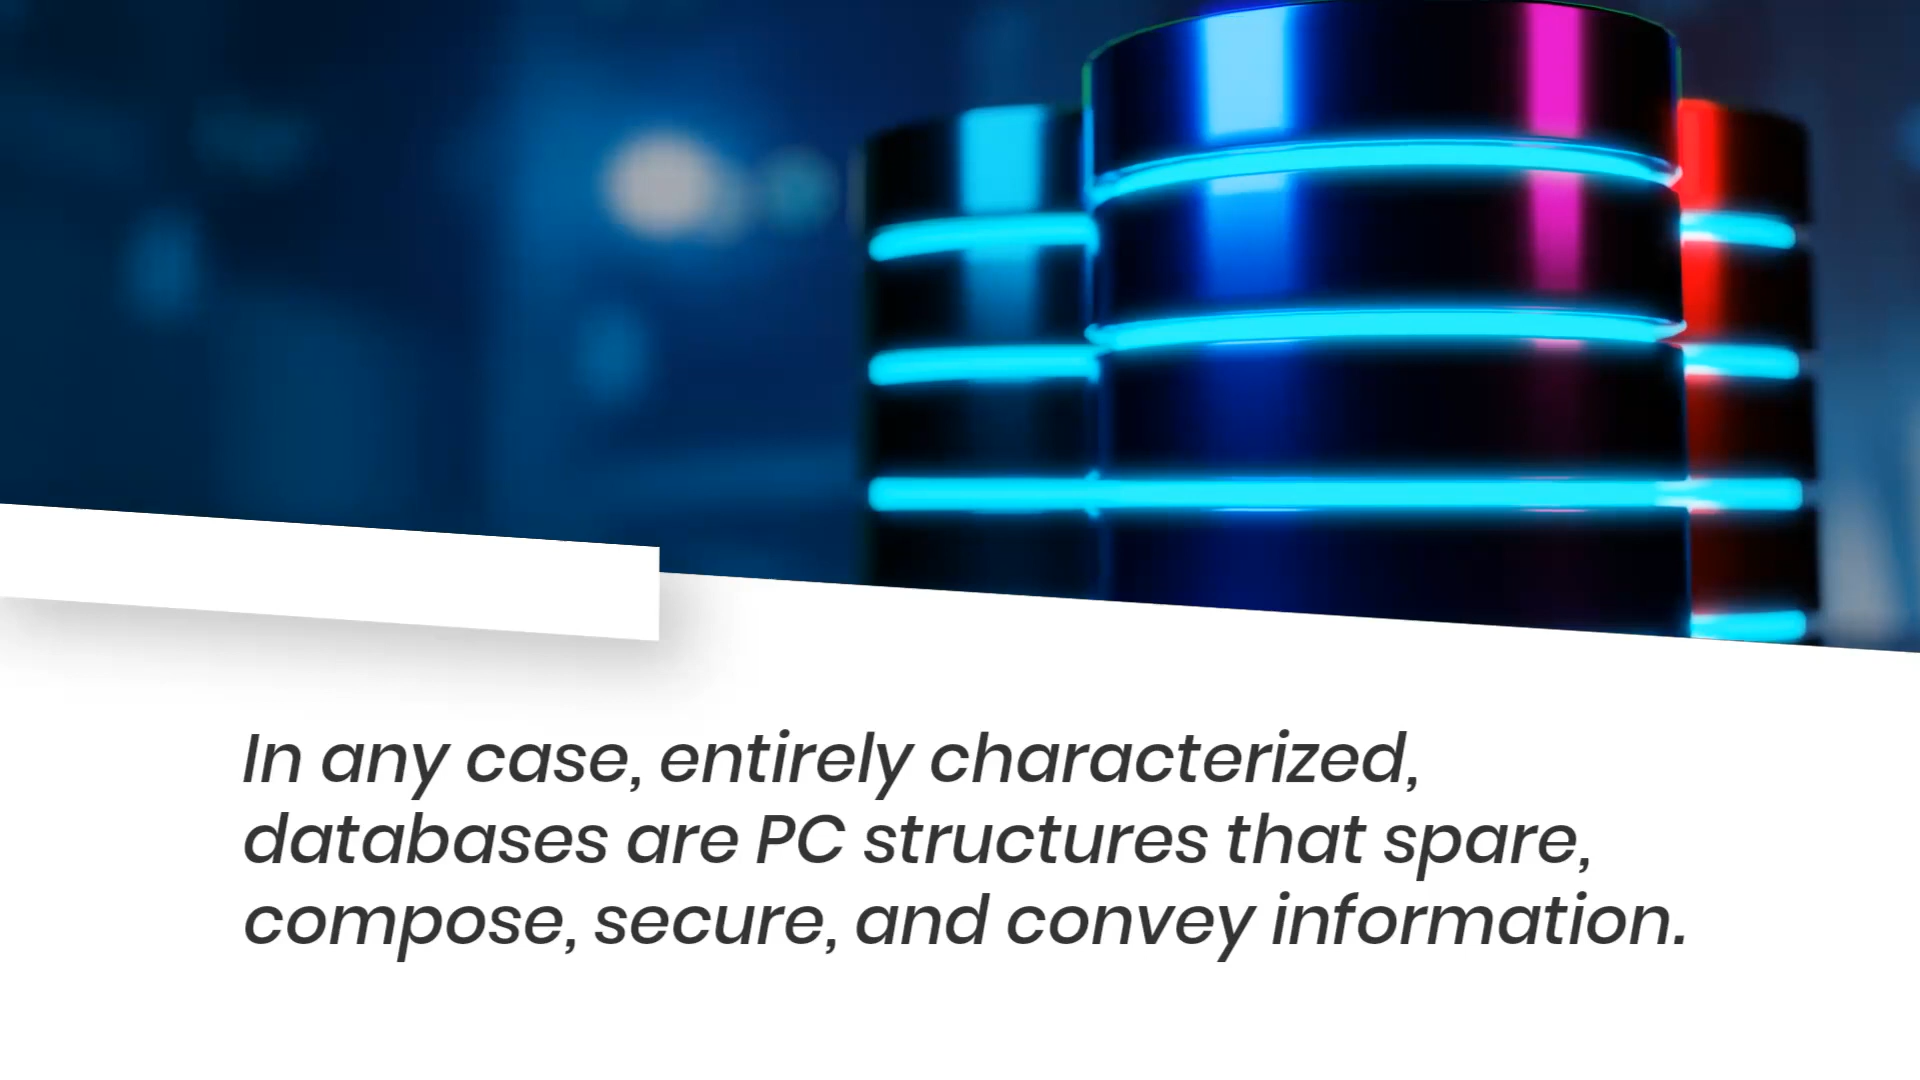 In any case, entirely characterized,
databases are PC structures that spare,
compose, secure, and convey information.